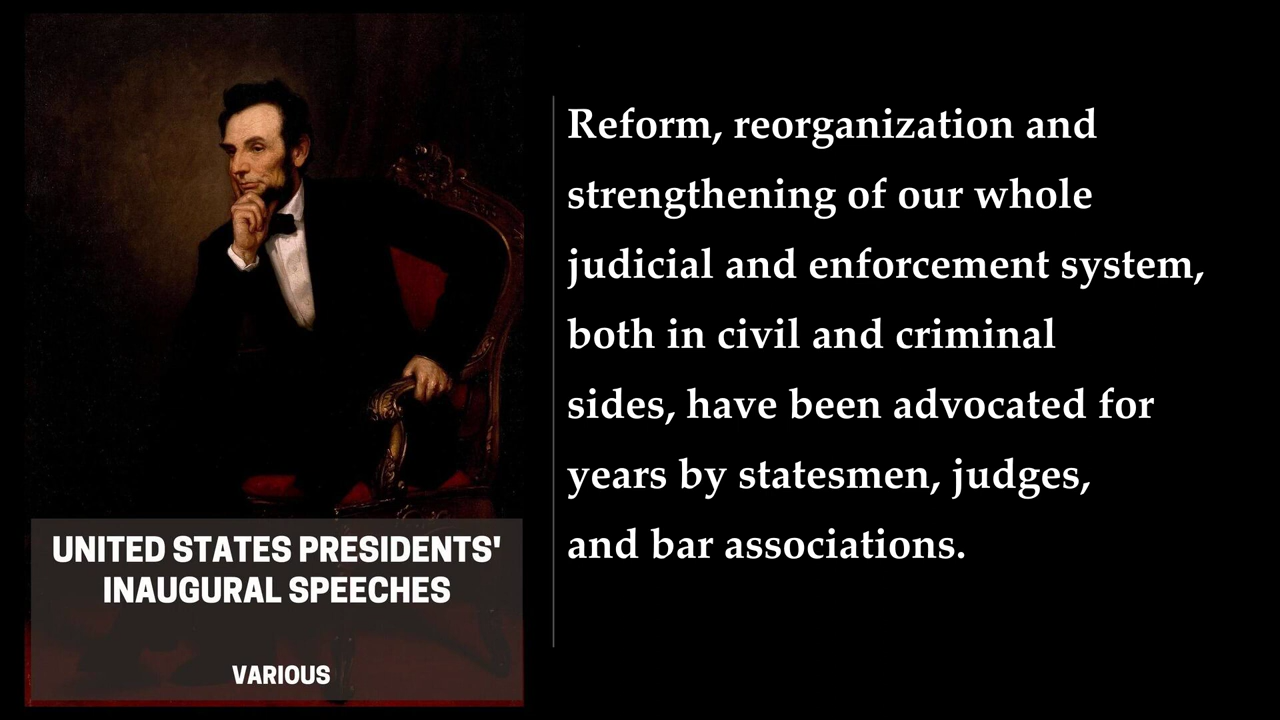 UNITED STATES PRESIDENTS'
INAUGURAL SPEECHES
VARIOUS
Reform, reorganization and
strengthening of our whole
judicial and enforcement system,
both in civil and criminal
sides, have been advocated for
years by statesmen, judges,
and bar associations.